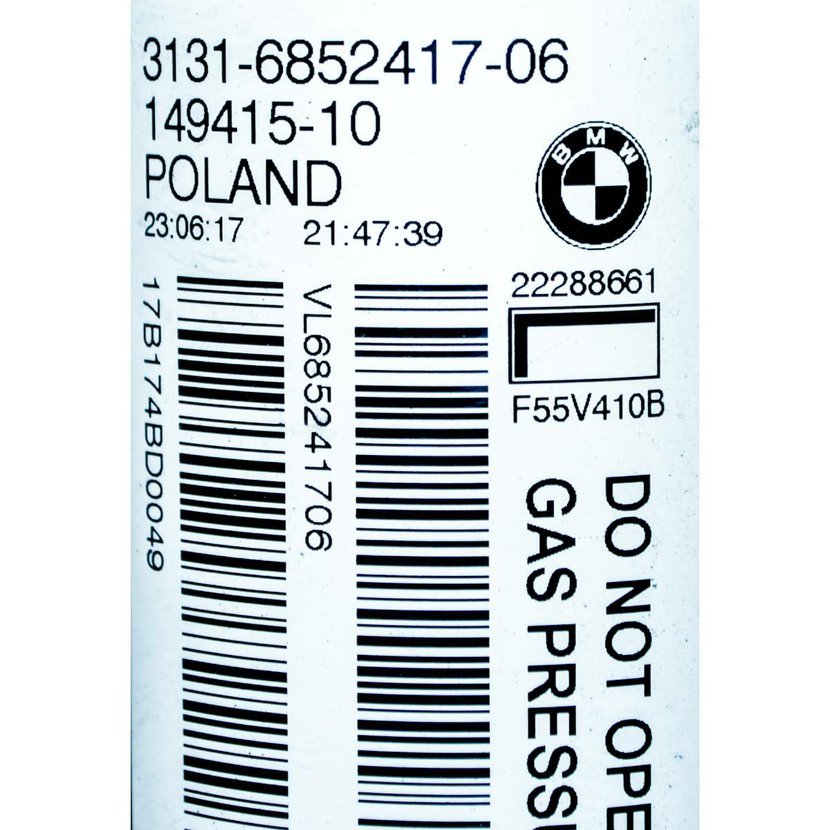 3131-6852417-06
149415-10
POLAND
23:06:17 21:47:39
BMW
22288661
F55V410B
17B174BD0049
VL685241706
DO NOT OPE
GAS PRESSU